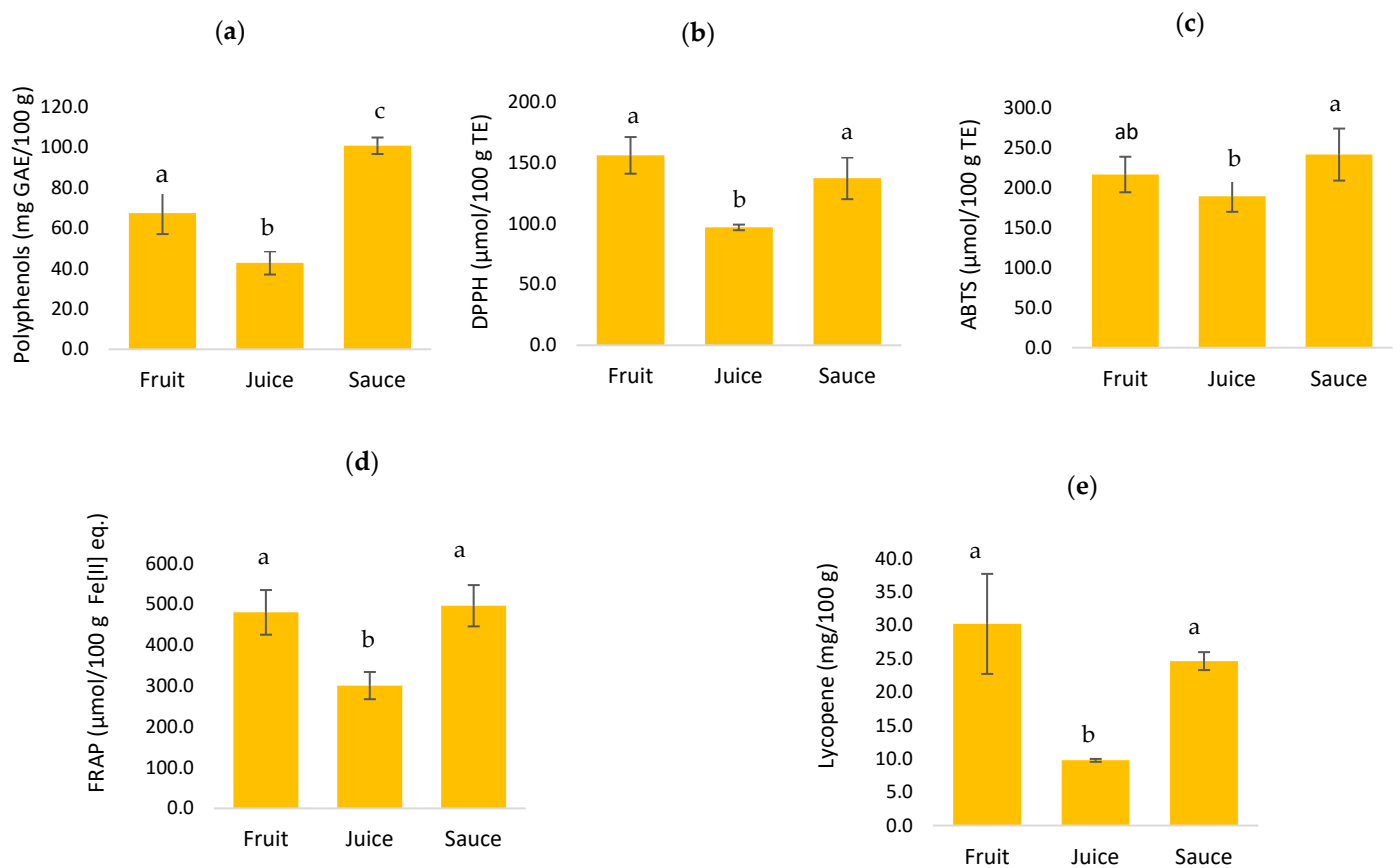 (a)
Polyphenols (mg GAE/100 g)
120.0
100.0
80.0
60.0
40.0
20.0
0.0
a
b
c
Fruit Juice Sauce
(b)
DPPH (μmol/100 g TE)
200.0
150.0
100.0
50.0
0.0
a
b
a
Fruit Juice Sauce
(c)
ABTS (μmol/100 g TE)
300.0
250.0
200.0
150.0
100.0
50.0
0.0
ab
b
a
Fruit Juice Sauce
(d)
FRAP (μmol/100 g Fe[II] eq.)
600.0
500.0
400.0
300.0
200.0
100.0
0.0
a
b
a
Fruit Juice Sauce
(e)
Lycopene (mg/100 g)
40.0
35.0
30.0
25.0
20.0
15.0
10.0
5.0
0.0
a
b
a
Fruit Juice Sauce